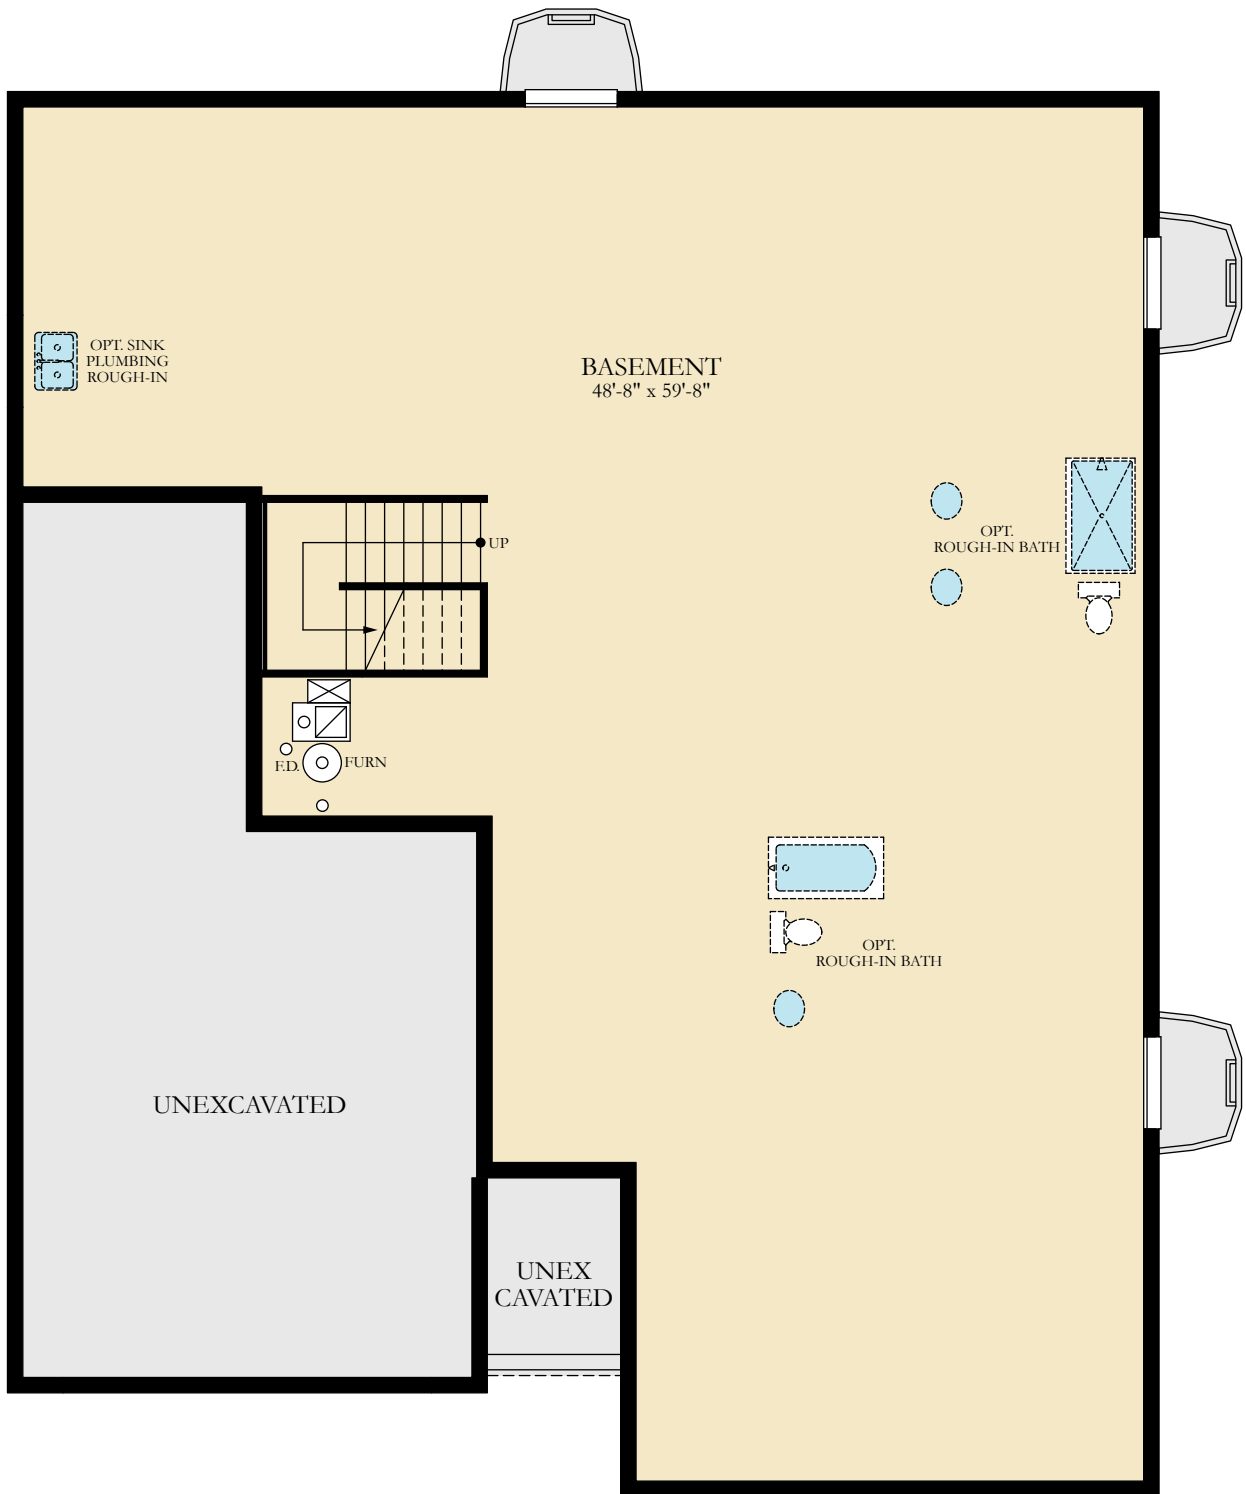 OPT. SINK
PLUMBING
ROUGH-IN
BASEMENT
48'-8" x 59'-8"
OPT.
ROUGH-IN BATH
UP
F.D.
FURN
OPT.
ROUGH-IN BATH
UNEXCAVATED
UNEX
CAVATED